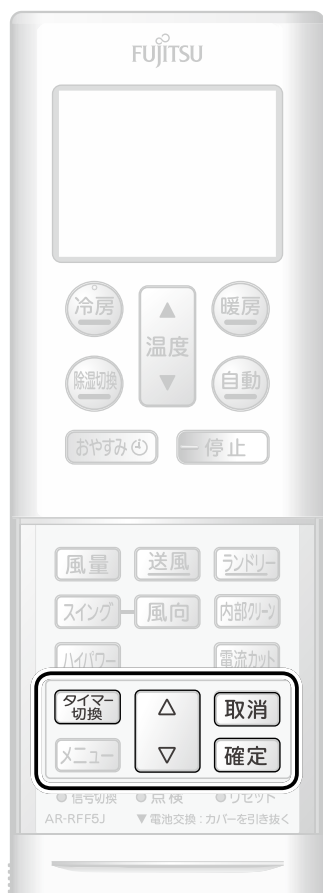 FUJITSU
冷房 ▲ 暖房
温度
除湿切換 ▼ 自動
おやすみ 停止
風量 送風 ランドリー
スイング 風向 内部クリーン
ハイパワー 電流カット
タイマー
切換 △ 取消
メニュー ▽ 確定
信号切換 点検 リセット
AR-RFF5J ▼電池交換：カバーを引き抜く